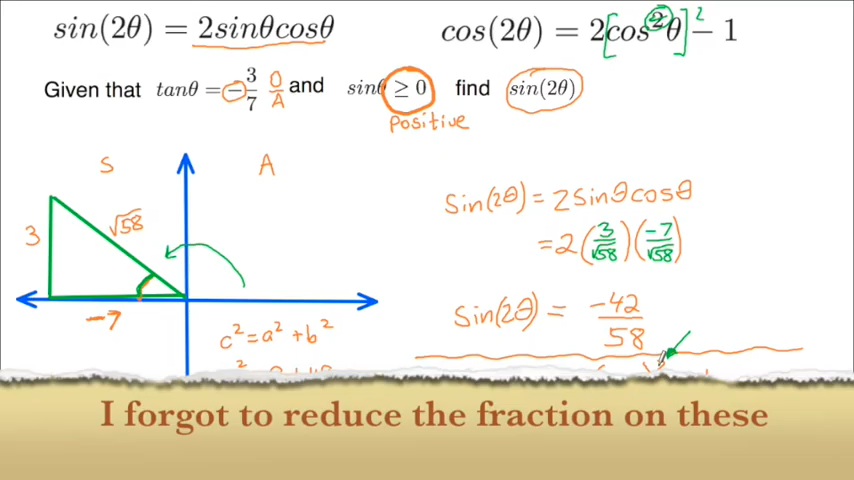 sin(2θ) = 2sinθcosθ
cos(2θ) = 2[cos²θ]² − 1
Given that tanθ = −3/7 O/A and sinθ ≥ 0 find sin(2θ)
Positive
S A
3 √58
−7
Sin(2θ) = 2SinθCosθ
= 2(3/√58)(−7/√58)
Sin(2θ) = −42/58
c² = a² + b²
I forgot to reduce the fraction on these